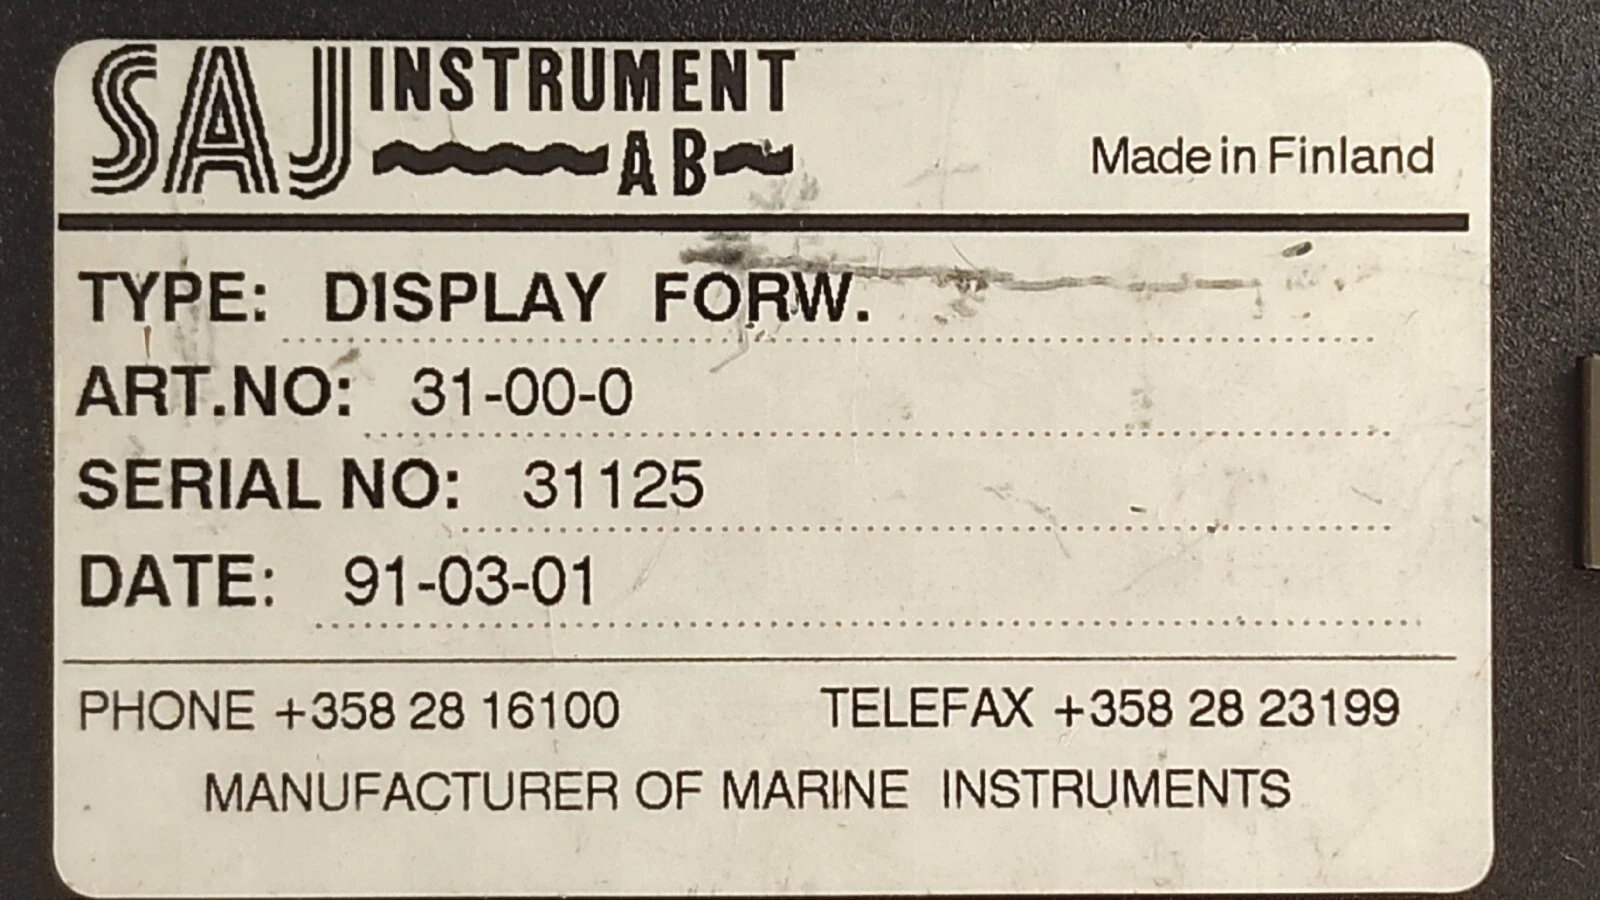 SAJ INSTRUMENT
AB
Made in Finland
TYPE: DISPLAY FORW.
ART.NO: 31-00-0
SERIAL NO: 31125
DATE: 91-03-01
PHONE +358 28 16100 TELEFAX +358 28 23199
MANUFACTURER OF MARINE INSTRUMENTS